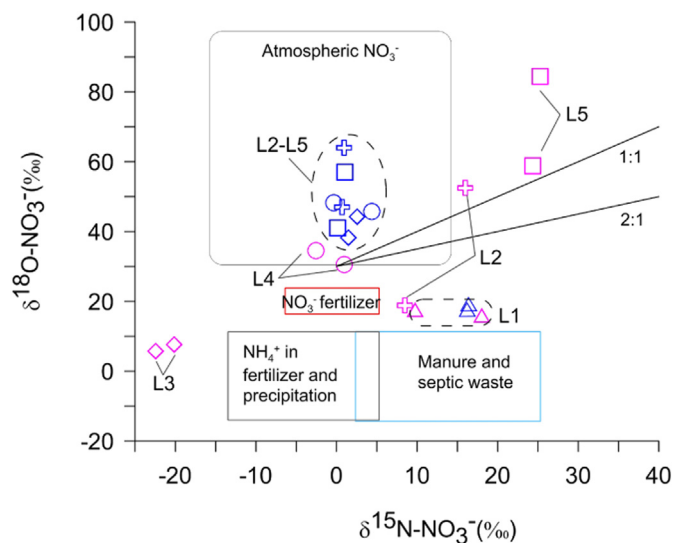 100
80
60
40
20
0
-20
δ¹⁸O-NO₃⁻(‰)
Atmospheric NO₃⁻
L2-L5
L5
1:1
2:1
L4
L2
NO₃⁻ fertilizer
L1
L3
NH₄⁺ in
fertilizer and
precipitation
Manure and
septic waste
-20
-10
0
10
20
30
40
δ¹⁵N-NO₃⁻(‰)